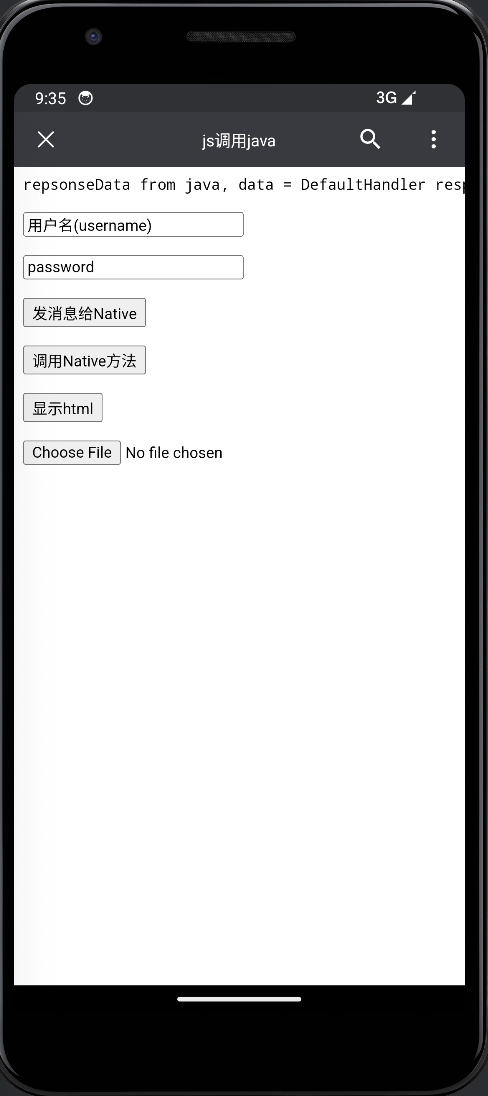 9:35
3G
js调用java
repsonseData from java, data = DefaultHandler resp
用户名(username)
password
发消息给Native
调用Native方法
显示html
Choose File No file chosen